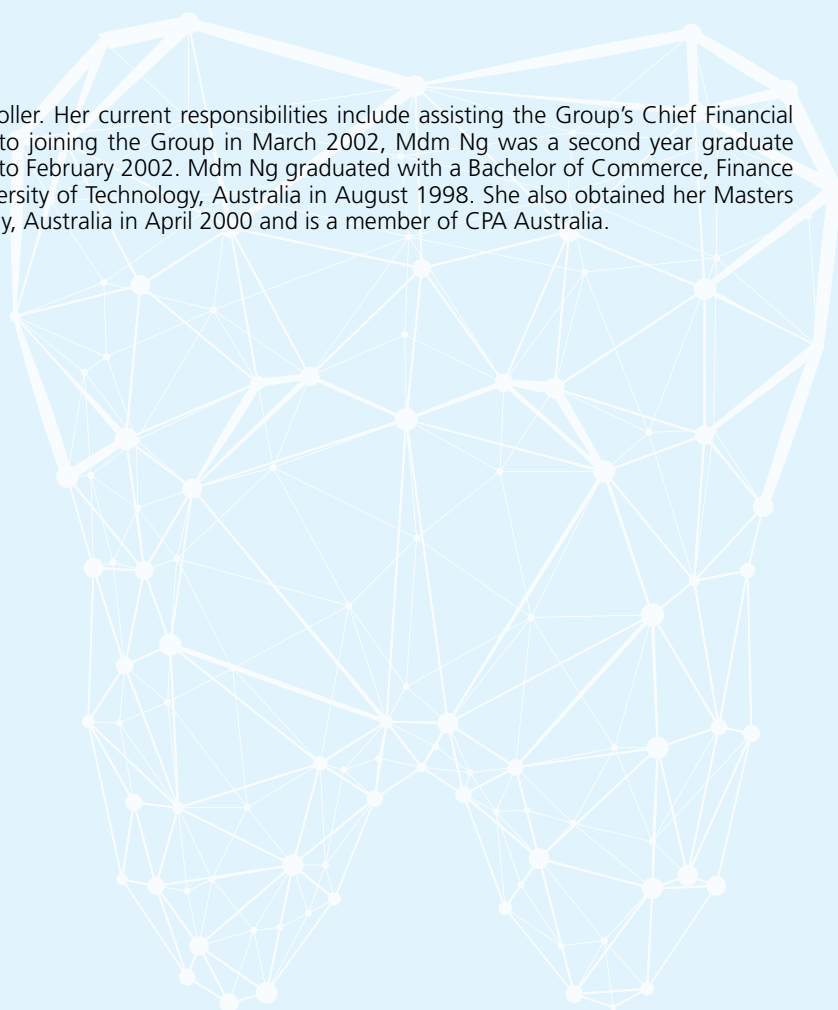 oller. Her current responsibilities include assisting the Group's Chief Financial
to joining the Group in March 2002, Mdm Ng was a second year graduate
to February 2002. Mdm Ng graduated with a Bachelor of Commerce, Finance
ersity of Technology, Australia in August 1998. She also obtained her Masters
y, Australia in April 2000 and is a member of CPA Australia.